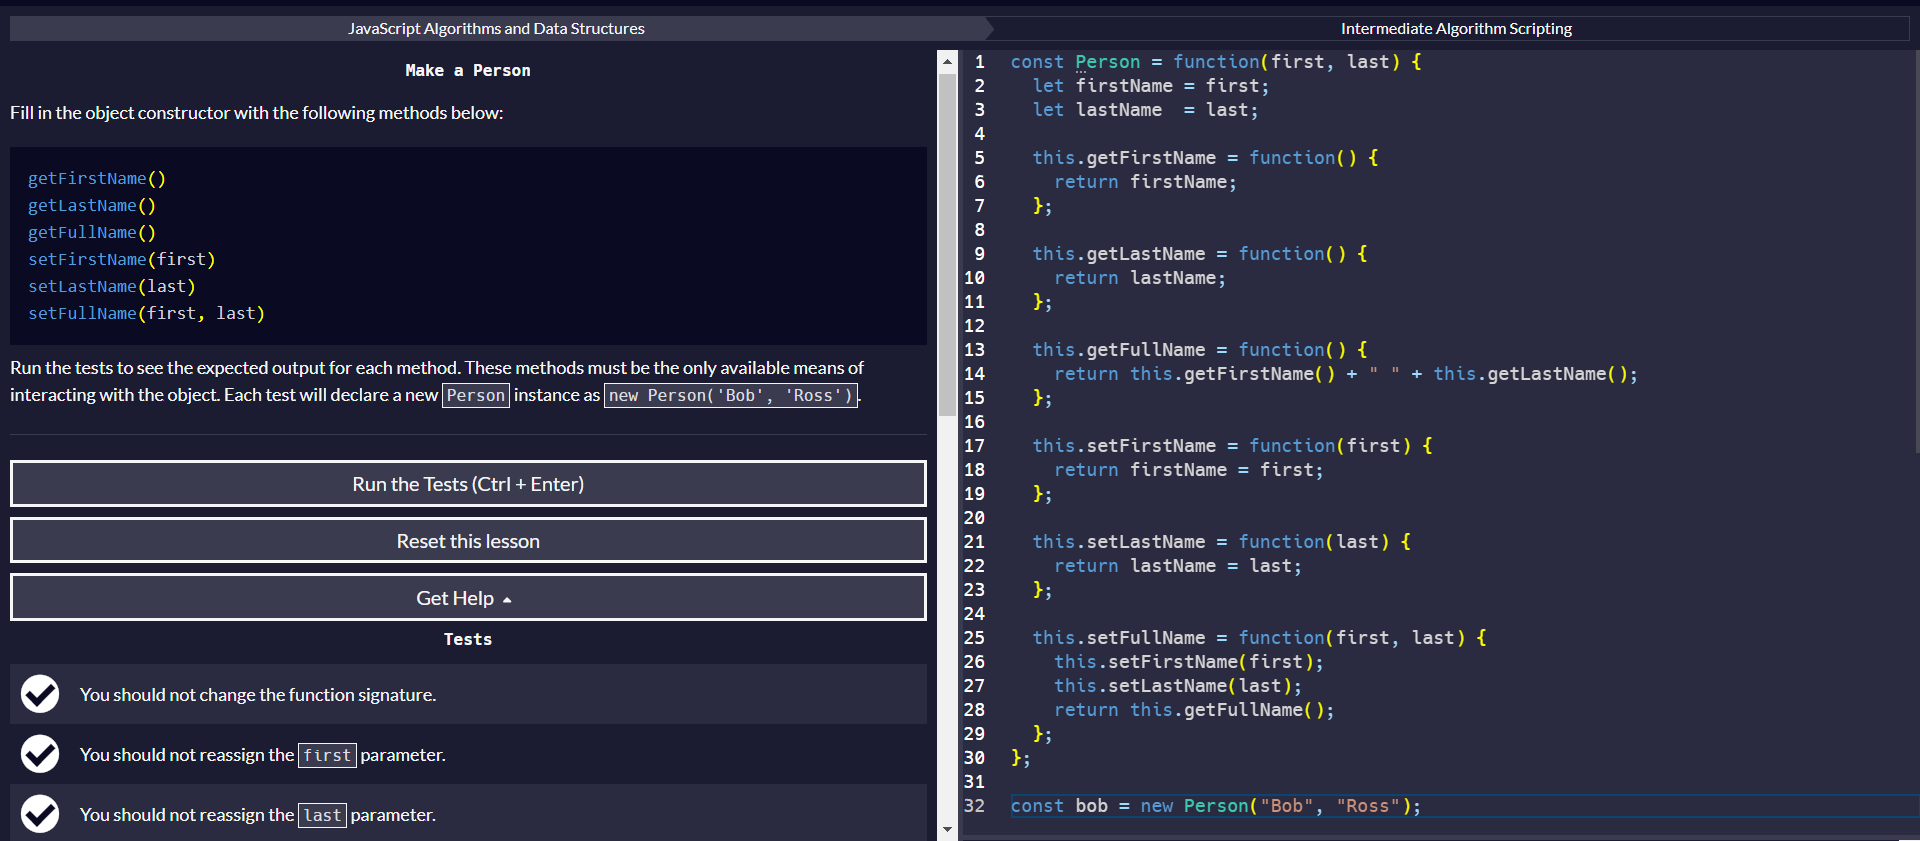 JavaScript Algorithms and Data Structures
Intermediate Algorithm Scripting
Make a Person
Fill in the object constructor with the following methods below:
getFirstName()
getLastName()
getFullName()
setFirstName(first)
setLastName(last)
setFullName(first, last)
Run the tests to see the expected output for each method. These methods must be the only available means of
interacting with the object. Each test will declare a new Person instance as new Person('Bob', 'Ross').
Run the Tests (Ctrl + Enter)
Reset this lesson
Get Help
Tests
You should not change the function signature.
You should not reassign the first parameter.
You should not reassign the last parameter.
1 const Person = function(first, last) {
2   let firstName = first;
3   let lastName  = last;
4
5   this.getFirstName = function() {
6     return firstName;
7   };
8
9   this.getLastName = function() {
10     return lastName;
11   };
12
13   this.getFullName = function() {
14     return this.getFirstName() + " " + this.getLastName();
15   };
16
17   this.setFirstName = function(first) {
18     return firstName = first;
19   };
20
21   this.setLastName = function(last) {
22     return lastName = last;
23   };
24
25   this.setFullName = function(first, last) {
26     this.setFirstName(first);
27     this.setLastName(last);
28     return this.getFullName();
29   };
30 };
31
32 const bob = new Person("Bob", "Ross");